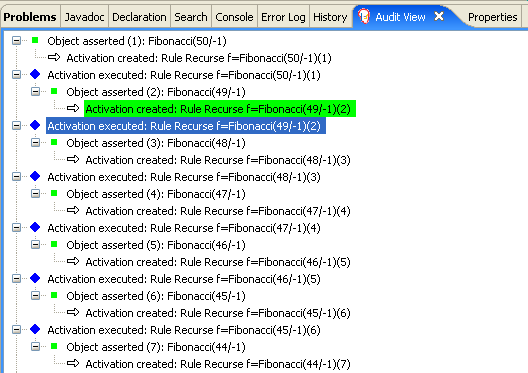 Problems Javadoc Declaration Search Console Error Log History Audit View Properties
Object asserted (1): Fibonacci(50/-1)
Activation created: Rule Recurse f=Fibonacci(50/-1)(1)
Activation executed: Rule Recurse f=Fibonacci(50/-1)(1)
Object asserted (2): Fibonacci(49/-1)
Activation created: Rule Recurse f=Fibonacci(49/-1)(2)
Activation executed: Rule Recurse f=Fibonacci(49/-1)(2)
Object asserted (3): Fibonacci(48/-1)
Activation created: Rule Recurse f=Fibonacci(48/-1)(3)
Activation executed: Rule Recurse f=Fibonacci(48/-1)(3)
Object asserted (4): Fibonacci(47/-1)
Activation created: Rule Recurse f=Fibonacci(47/-1)(4)
Activation executed: Rule Recurse f=Fibonacci(47/-1)(4)
Object asserted (5): Fibonacci(46/-1)
Activation created: Rule Recurse f=Fibonacci(46/-1)(5)
Activation executed: Rule Recurse f=Fibonacci(46/-1)(5)
Object asserted (6): Fibonacci(45/-1)
Activation created: Rule Recurse f=Fibonacci(45/-1)(6)
Activation executed: Rule Recurse f=Fibonacci(45/-1)(6)
Object asserted (7): Fibonacci(44/-1)
Activation created: Rule Recurse f=Fibonacci(44/-1)(7)